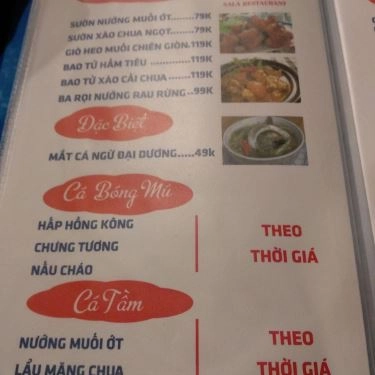 SALA RESTAURANT
SƯỜN NƯỚNG MUỐI ỚT.......79K
SƯỜN XÀO CHUA NGỌT.....79K
GIÒ HEO MUỐI CHIÊN GIÒN.119K
BAO TỬ HẦM TIÊU ..............119K
BAO TỬ XÀO CẢI CHUA .....119K
BA RỌI NƯỚNG RAU RỪNG ..99K
Đặc Biệt
MẮT CÁ NGỪ ĐẠI DƯƠNG.....49k
Cá Bóng Mú
HẤP HỒNG KÔNG
CHƯNG TƯƠNG
NẤU CHÁO
THEO
THỜI GIÁ
Cá Tầm
NƯỚNG MUỐI ỚT
LẨU MĂNG CHUA
THEO
THỜI GIÁ